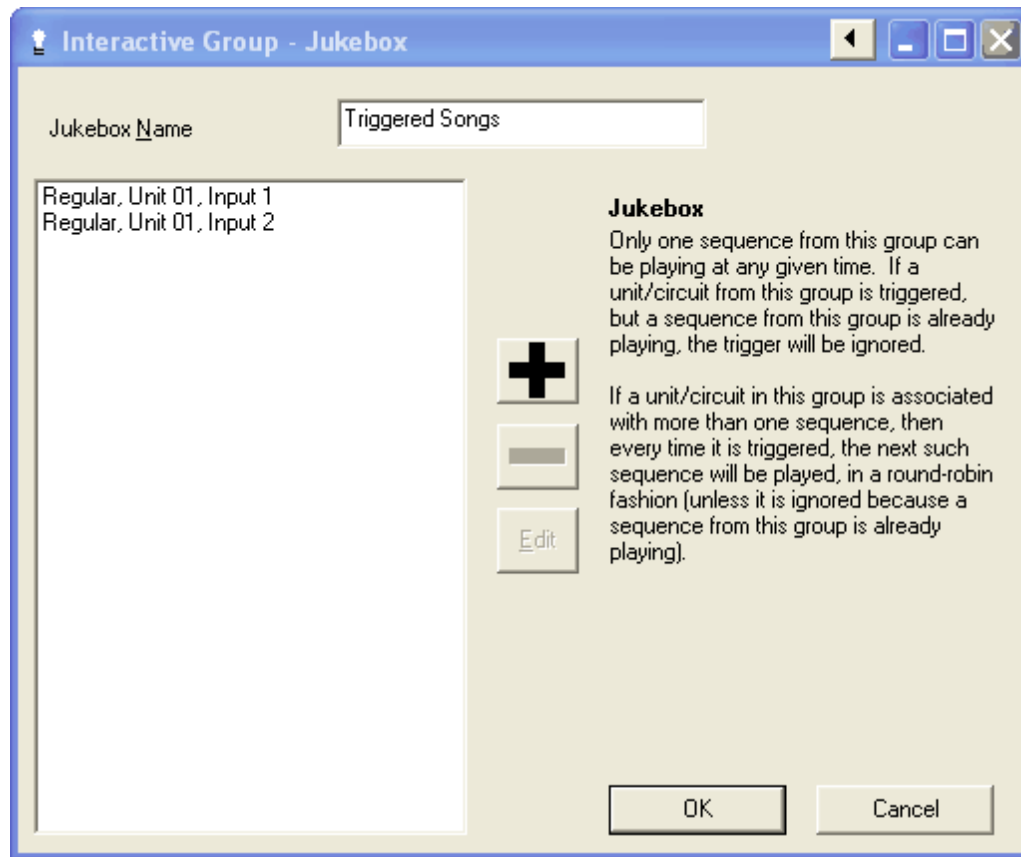 Interactive Group - Jukebox
Jukebox Name
Triggered Songs
Regular, Unit 01, Input 1
Regular, Unit 01, Input 2
Edit
Jukebox
Only one sequence from this group can
be playing at any given time.  If a
unit/circuit from this group is triggered,
but a sequence from this group is already
playing, the trigger will be ignored.
If a unit/circuit in this group is associated
with more than one sequence, then
every time it is triggered, the next such
sequence will be played, in a round-robin
fashion (unless it is ignored because a
sequence from this group is already
playing).
OK
Cancel